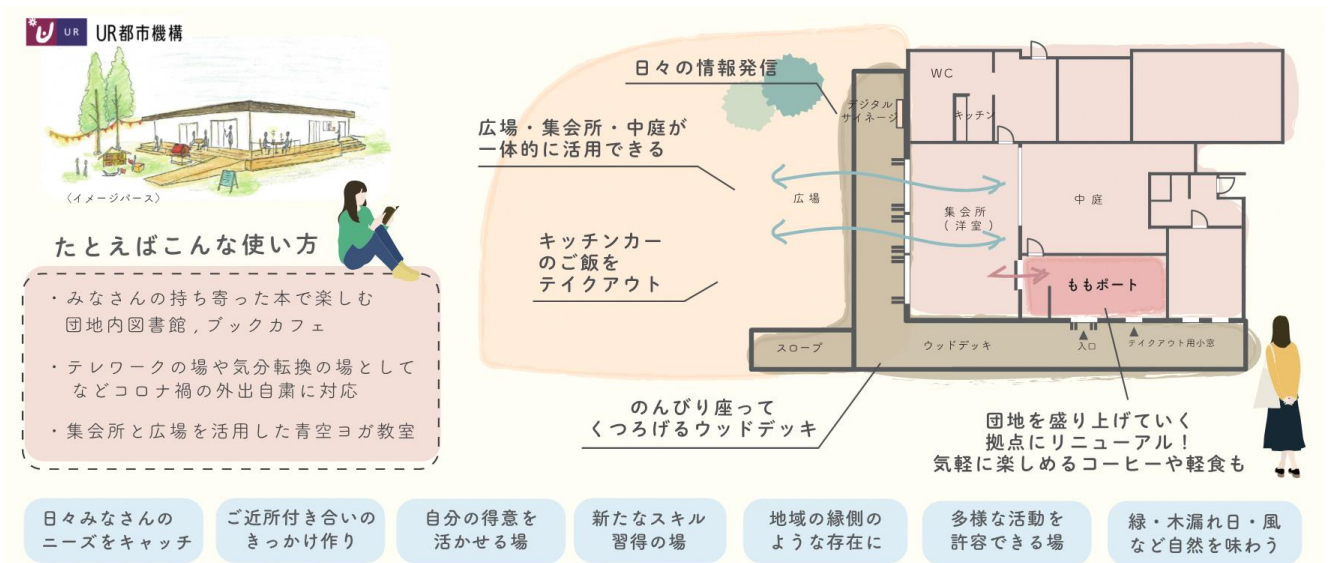 UR
UR都市機構
〈イメージパース〉
たとえばこんな使い方
・みなさんの持ち寄った本で楽しむ
団地内図書館,ブックカフェ
・テレワークの場や気分転換の場として
などコロナ禍の外出自粛に対応
・集会所と広場を活用した青空ヨガ教室
日々の情報発信
広場・集会所・中庭が
一体的に活用できる
キッチンカー
のご飯を
テイクアウト
広場
デジタル
サイネージ
WC
キッチン
集会所
(洋室)
中庭
ももポート
スロープ
ウッドデッキ
入口
テイクアウト用小窓
のんびり座って
くつろげるウッドデッキ
団地を盛り上げていく
拠点にリニューアル!
気軽に楽しめるコーヒーや軽食も
日々みなさんの
ニーズをキャッチ
ご近所付き合いの
きっかけ作り
自分の得意を
活かせる場
新たなスキル
習得の場
地域の縁側の
ような存在に
多様な活動を
許容できる場
緑・木漏れ日・風
など自然を味わう